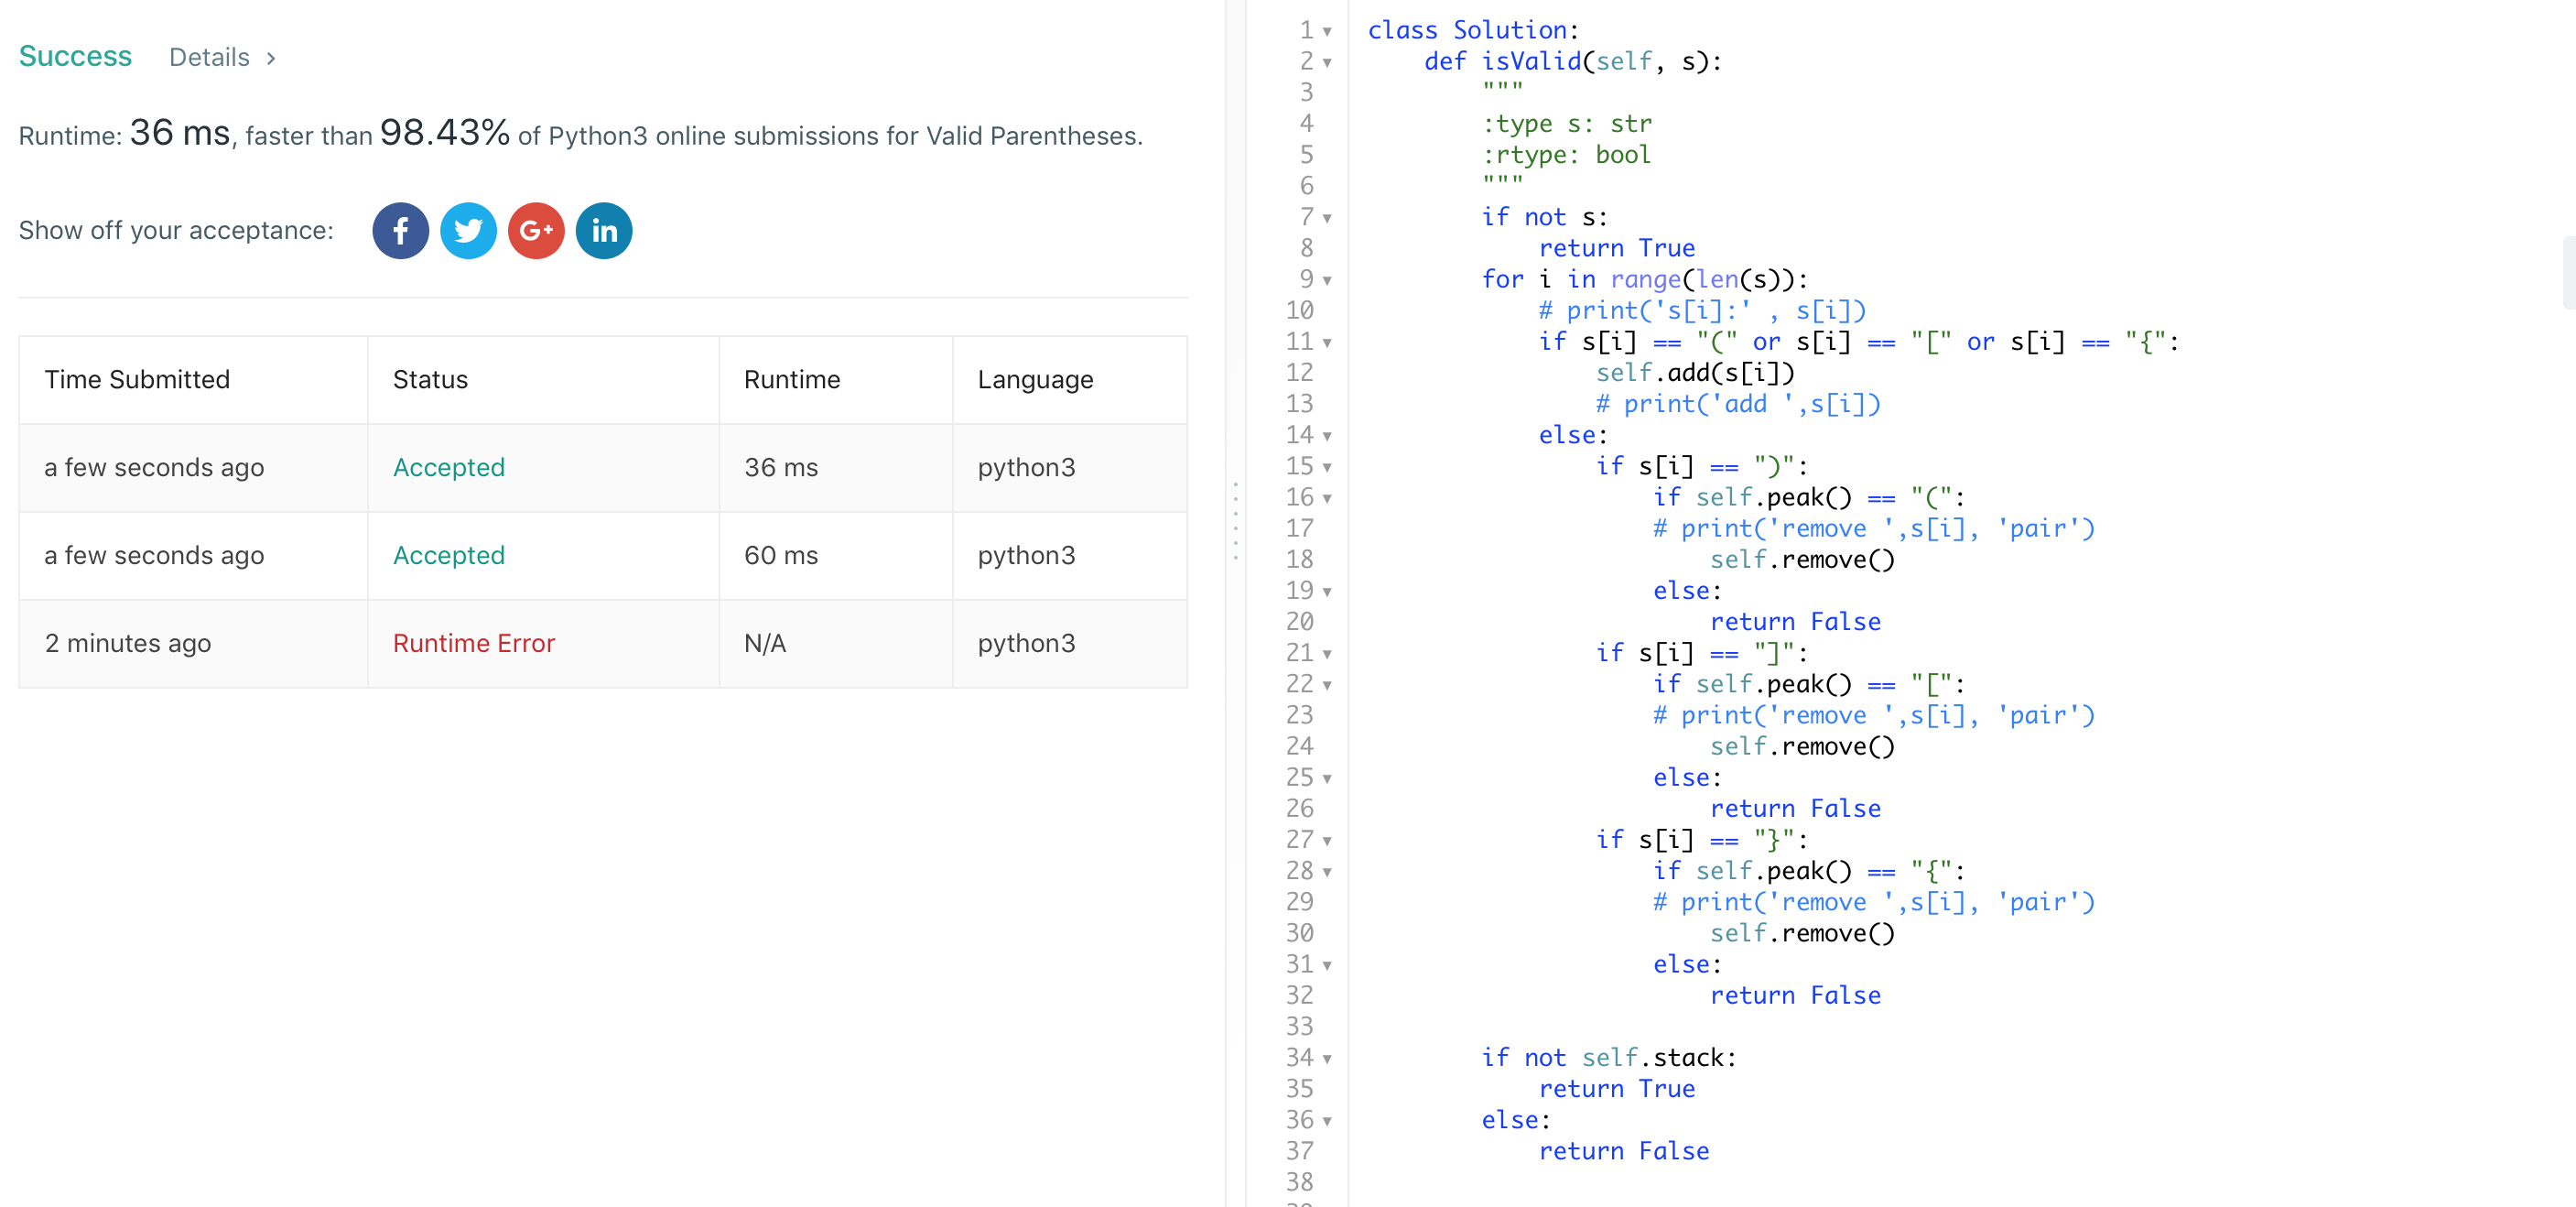 Success Details >
Runtime: 36 ms, faster than 98.43% of Python3 online submissions for Valid Parentheses.
Show off your acceptance: f G+ in
Time Submitted Status Runtime Language
a few seconds ago Accepted 36 ms python3
a few seconds ago Accepted 60 ms python3
2 minutes ago Runtime Error N/A python3
1 class Solution:
2     def isValid(self, s):
3         """
4         :type s: str
5         :rtype: bool
6         """
7         if not s:
8             return True
9         for i in range(len(s)):
10             # print('s[i]:' , s[i])
11             if s[i] == "(" or s[i] == "[" or s[i] == "{":
12                 self.add(s[i])
13                 # print('add ',s[i])
14             else:
15                 if s[i] == ")":
16                     if self.peak() == "(":
17                     # print('remove ',s[i], 'pair')
18                         self.remove()
19                     else:
20                         return False
21                 if s[i] == "]":
22                     if self.peak() == "[":
23                     # print('remove ',s[i], 'pair')
24                         self.remove()
25                     else:
26                         return False
27                 if s[i] == "}":
28                     if self.peak() == "{":
29                     # print('remove ',s[i], 'pair')
30                         self.remove()
31                     else:
32                         return False
33
34         if not self.stack:
35             return True
36         else:
37             return False
38